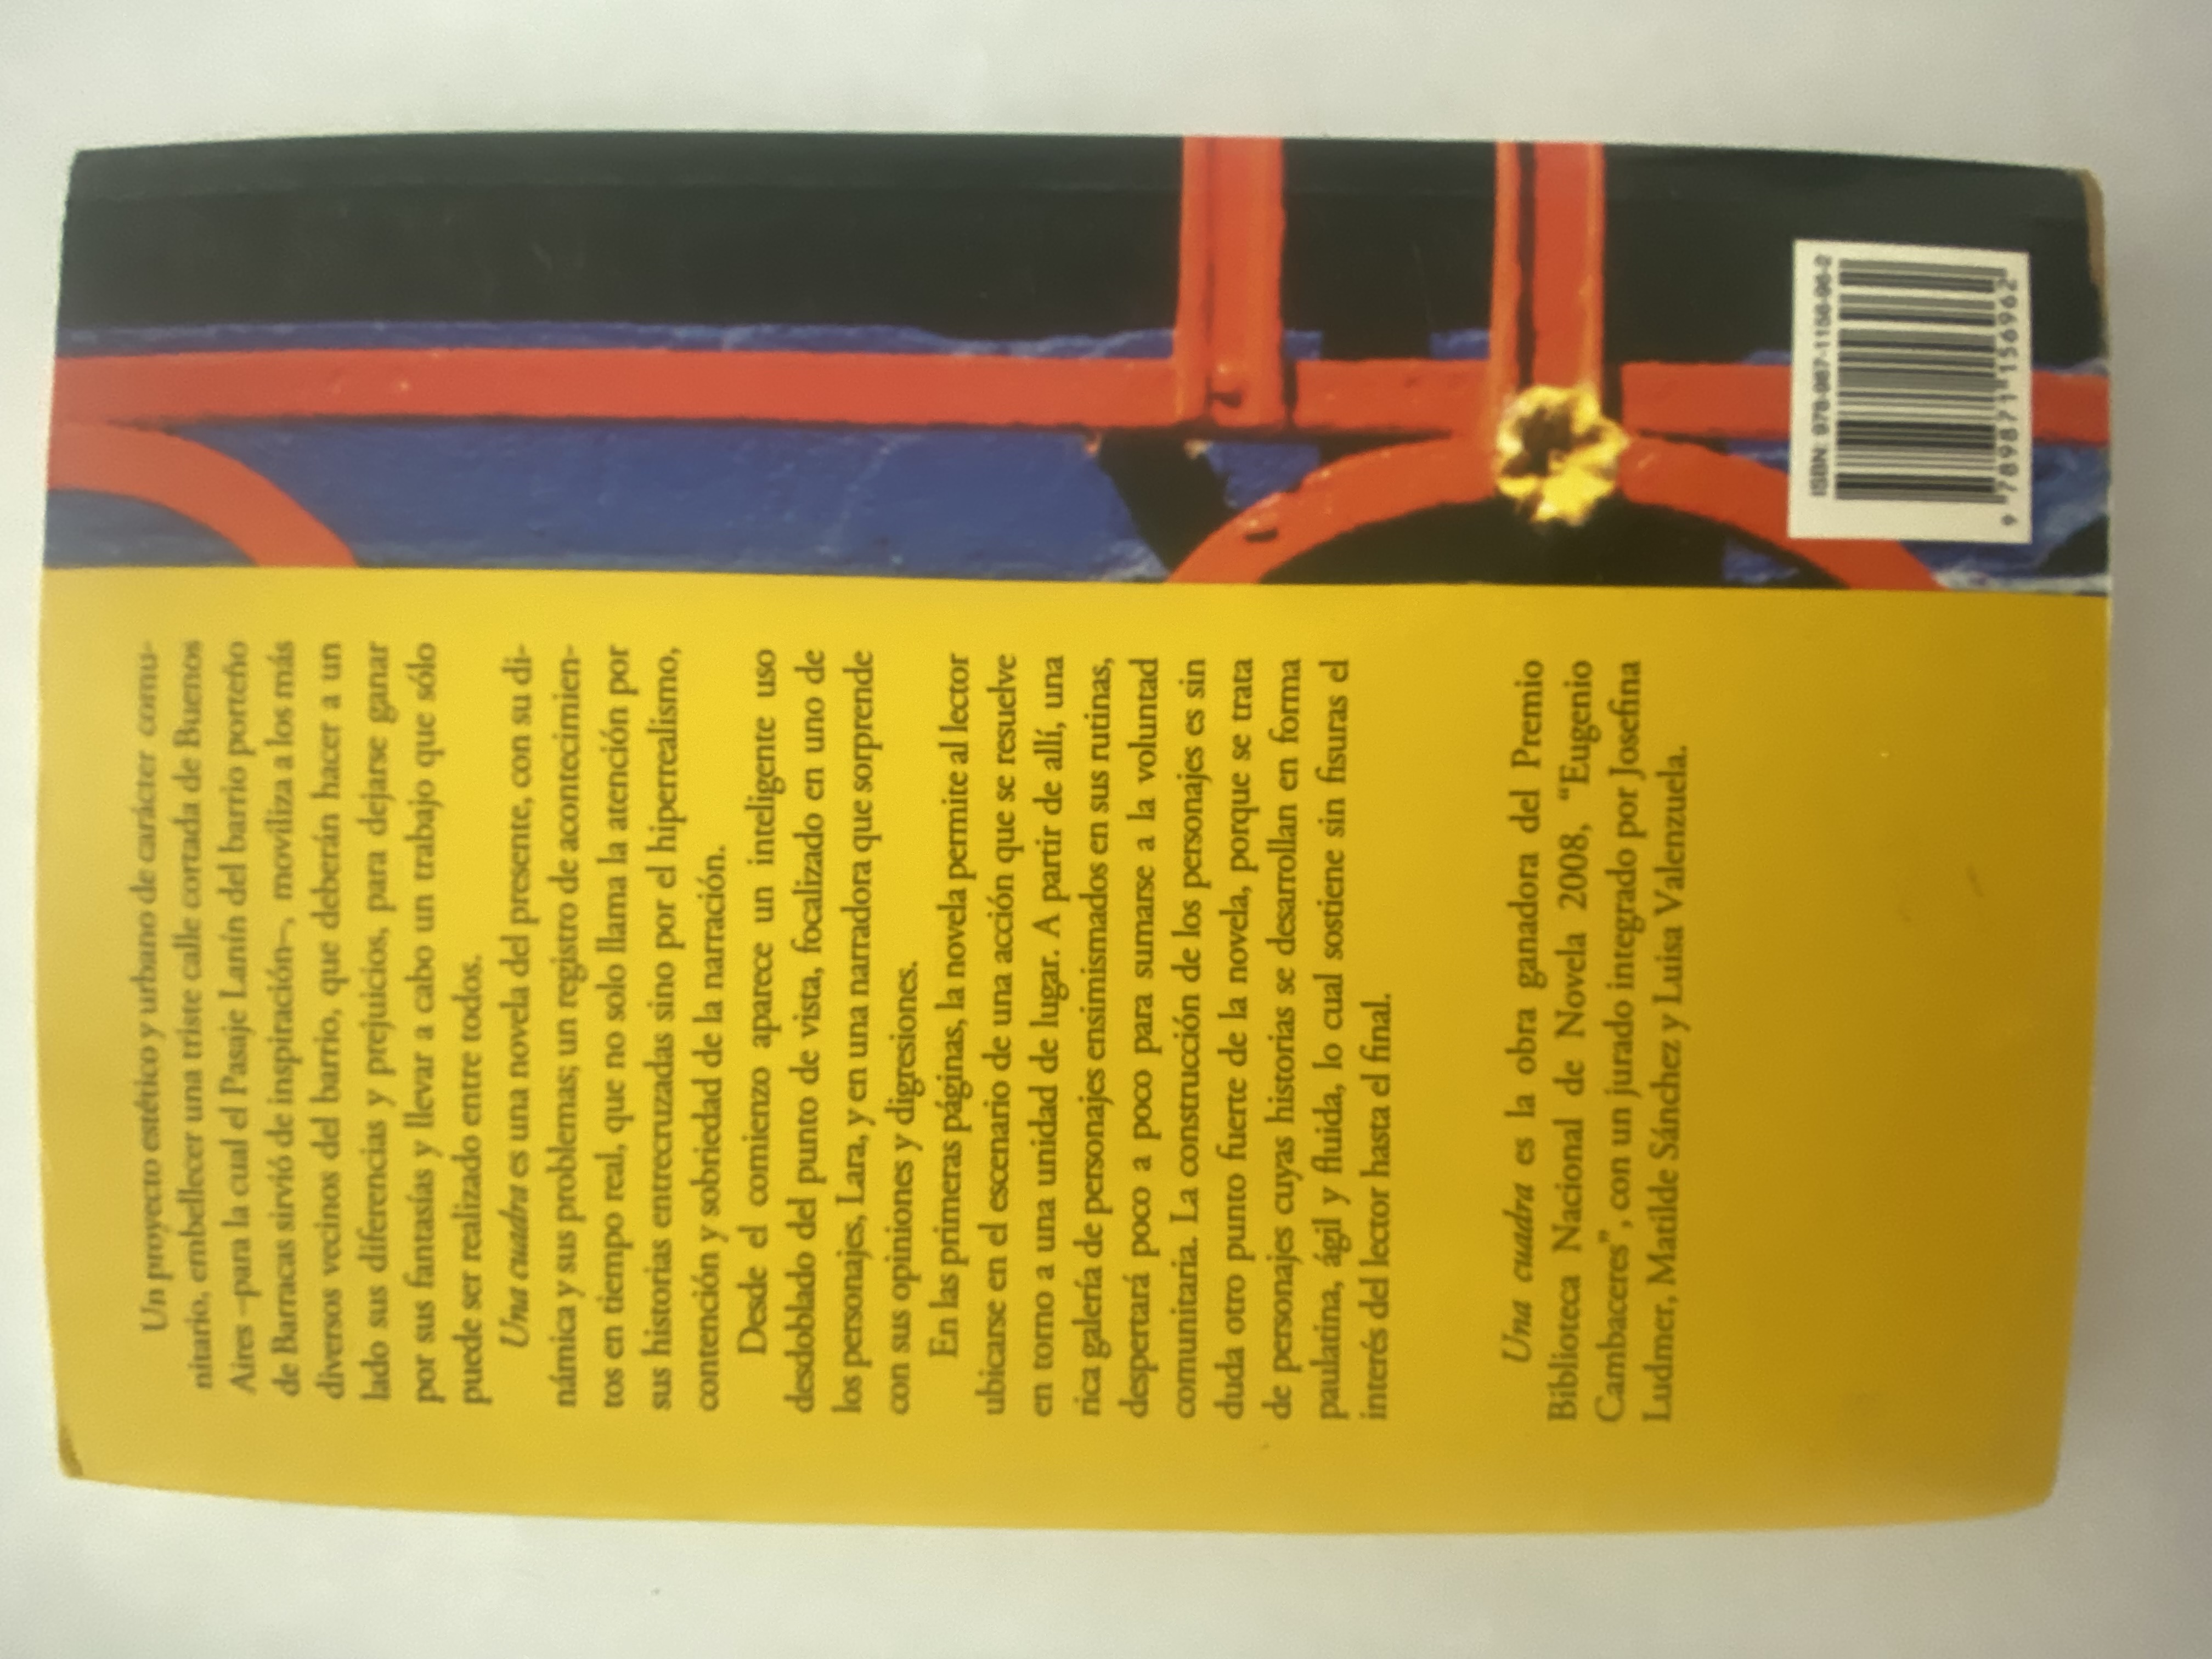 Un proyecto estético y urbano de carácter comu-
nitario, embellecer una triste calle cortada de Buenos
Aires –para la cual el Pasaje Lanín del barrio porteño
de Barracas sirvió de inspiración–, moviliza a los más
diversos vecinos del barrio, que deberán hacer a un
lado sus diferencias y prejuicios, para dejarse ganar
por sus fantasías y llevar a cabo un trabajo que sólo
puede ser realizado entre todos.
Una cuadra es una novela del presente, con su di-
námica y sus problemas; un registro de acontecimien-
tos en tiempo real, que no solo llama la atención por
sus historias entrecruzadas sino por el hiperrealismo,
contención y sobriedad de la narración.
Desde el comienzo aparece un inteligente uso
desdoblado del punto de vista, focalizado en uno de
los personajes, Lara, y en una narradora que sorprende
con sus opiniones y digresiones.
En las primeras páginas, la novela permite al lector
ubicarse en el escenario de una acción que se resuelve
en torno a una unidad de lugar. A partir de allí, una
rica galería de personajes ensimismados en sus rutinas,
despertará poco a poco para sumarse a la voluntad
comunitaria. La construcción de los personajes es sin
duda otro punto fuerte de la novela, porque se trata
de personajes cuyas historias se desarrollan en forma
paulatina, ágil y fluida, lo cual sostiene sin fisuras el
interés del lector hasta el final.
Una cuadra es la obra ganadora del Premio
Biblioteca Nacional de Novela 2008, “Eugenio
Cambaceres”, con un jurado integrado por Josefina
Ludmer, Matilde Sánchez y Luisa Valenzuela.
ISBN: 978-987-1156-96-2
9 789871 156962